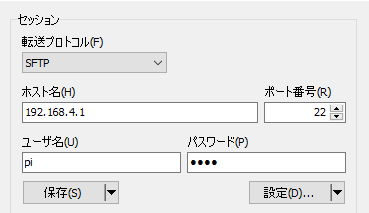 セッション
転送プロトコル(F)
SFTP
ホスト名(H) ポート番号(R)
192.168.4.1 22
ユーザ名(U) パスワード(P)
pi ●●●●
保存(S) 設定(D)...